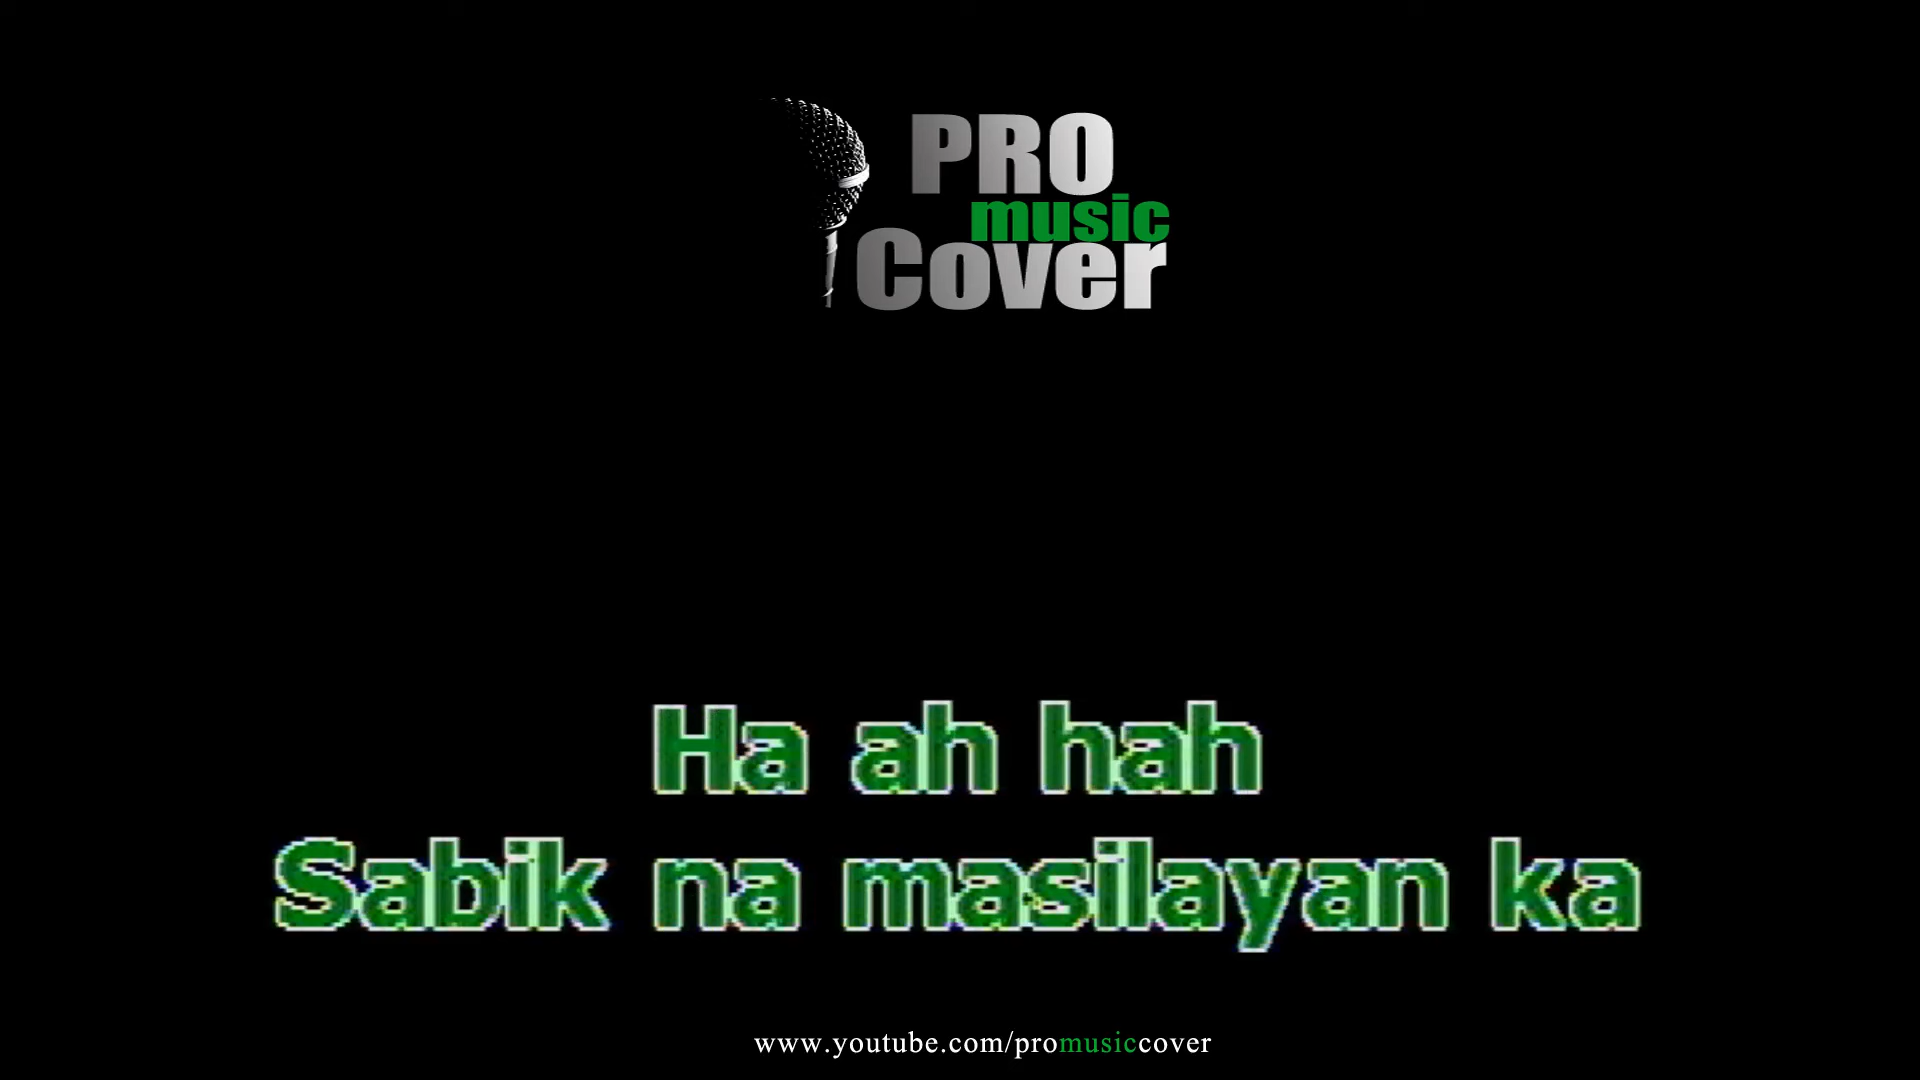 PRO
music
Cover
Ha ah hah
Sabik na masilayan ka
www.youtube.com/promusiccover